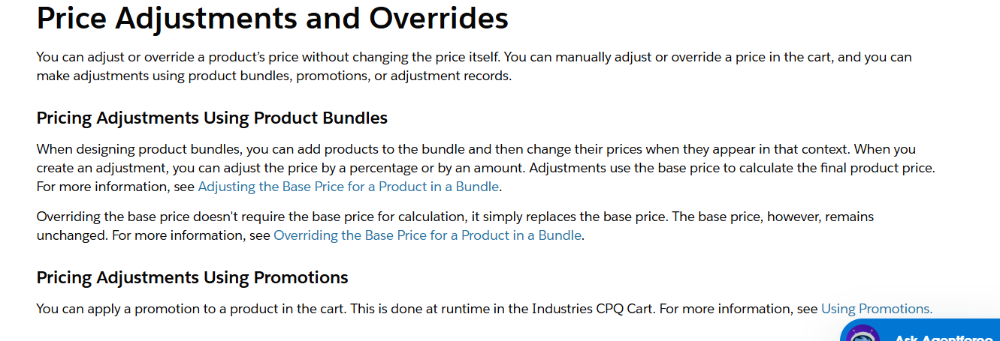 Price Adjustments and Overrides
You can adjust or override a product’s price without changing the price itself. You can manually adjust or override a price in the cart, and you can
make adjustments using product bundles, promotions, or adjustment records.
Pricing Adjustments Using Product Bundles
When designing product bundles, you can add products to the bundle and then change their prices when they appear in that context. When you
create an adjustment, you can adjust the price by a percentage or by an amount. Adjustments use the base price to calculate the final product price.
For more information, see Adjusting the Base Price for a Product in a Bundle.
Overriding the base price doesn't require the base price for calculation, it simply replaces the base price. The base price, however, remains
unchanged. For more information, see Overriding the Base Price for a Product in a Bundle.
Pricing Adjustments Using Promotions
You can apply a promotion to a product in the cart. This is done at runtime in the Industries CPQ Cart. For more information, see Using Promotions.
Ask Agentforce